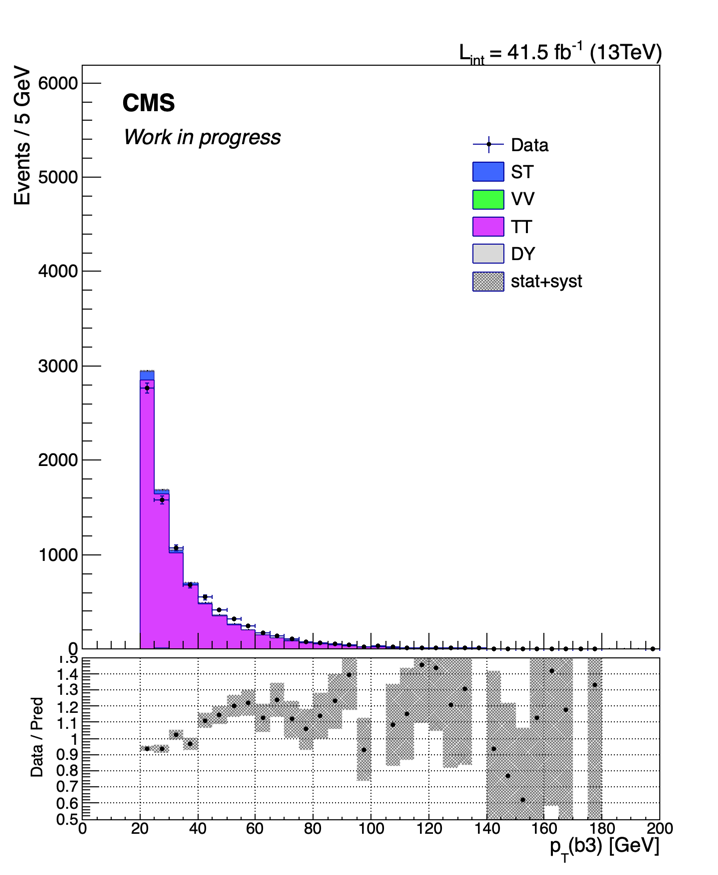 L_int = 41.5 fb⁻¹ (13TeV)
Events / 5 GeV
6000
5000
4000
3000
2000
1000
0
CMS
Work in progress
Data
ST
VV
TT
DY
stat+syst
Data / Pred
1.5
1.4
1.3
1.2
1.1
1
0.9
0.8
0.7
0.6
0.5
0 20 40 60 80 100 120 140 160 180 200
p_T(b3) [GeV]